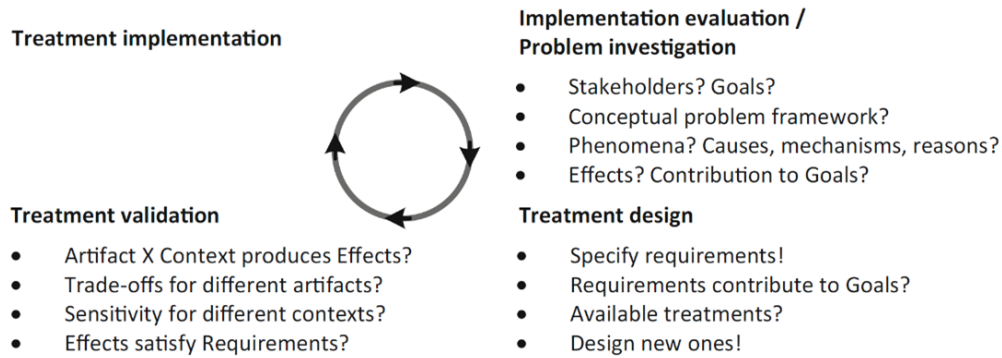 Treatment implementation
Implementation evaluation /
Problem investigation
• Stakeholders? Goals?
• Conceptual problem framework?
• Phenomena? Causes, mechanisms, reasons?
• Effects? Contribution to Goals?
Treatment validation
• Artifact X Context produces Effects?
• Trade-offs for different artifacts?
• Sensitivity for different contexts?
• Effects satisfy Requirements?
Treatment design
• Specify requirements!
• Requirements contribute to Goals?
• Available treatments?
• Design new ones!